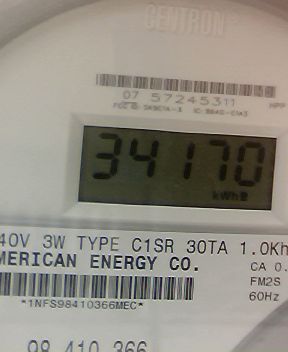 CENTRON®
07 57245311
HPP
34170
kWh
40V 3W TYPE C1SR 30TA 1.0Kh
MERICAN ENERGY CO.
CA 0.
FM2S
60Hz
*1NFS98410366MEC*
98 410 366